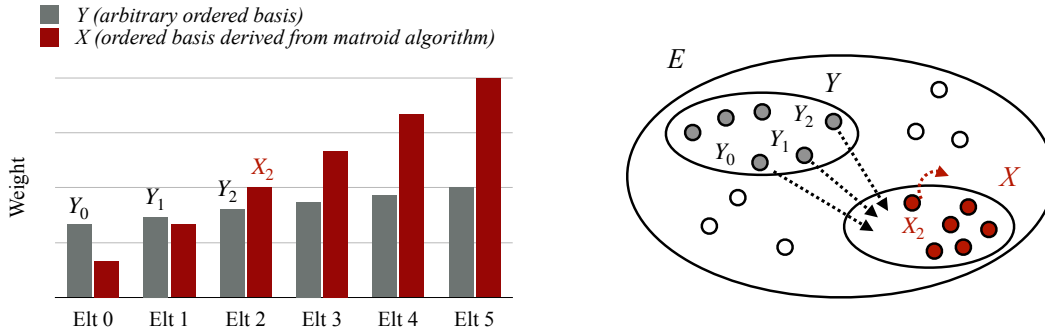 Y (arbitrary ordered basis)
X (ordered basis derived from matroid algorithm)
Weight
Y₀
Y₁
Y₂
X₂
Elt 0
Elt 1
Elt 2
Elt 3
Elt 4
Elt 5
E
Y
Y₂
Y₁
Y₀
X
X₂